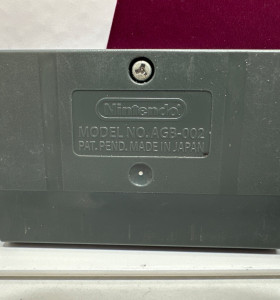 Nintendo
MODEL NO. AGB-002
PAT. PEND. MADE IN JAPAN